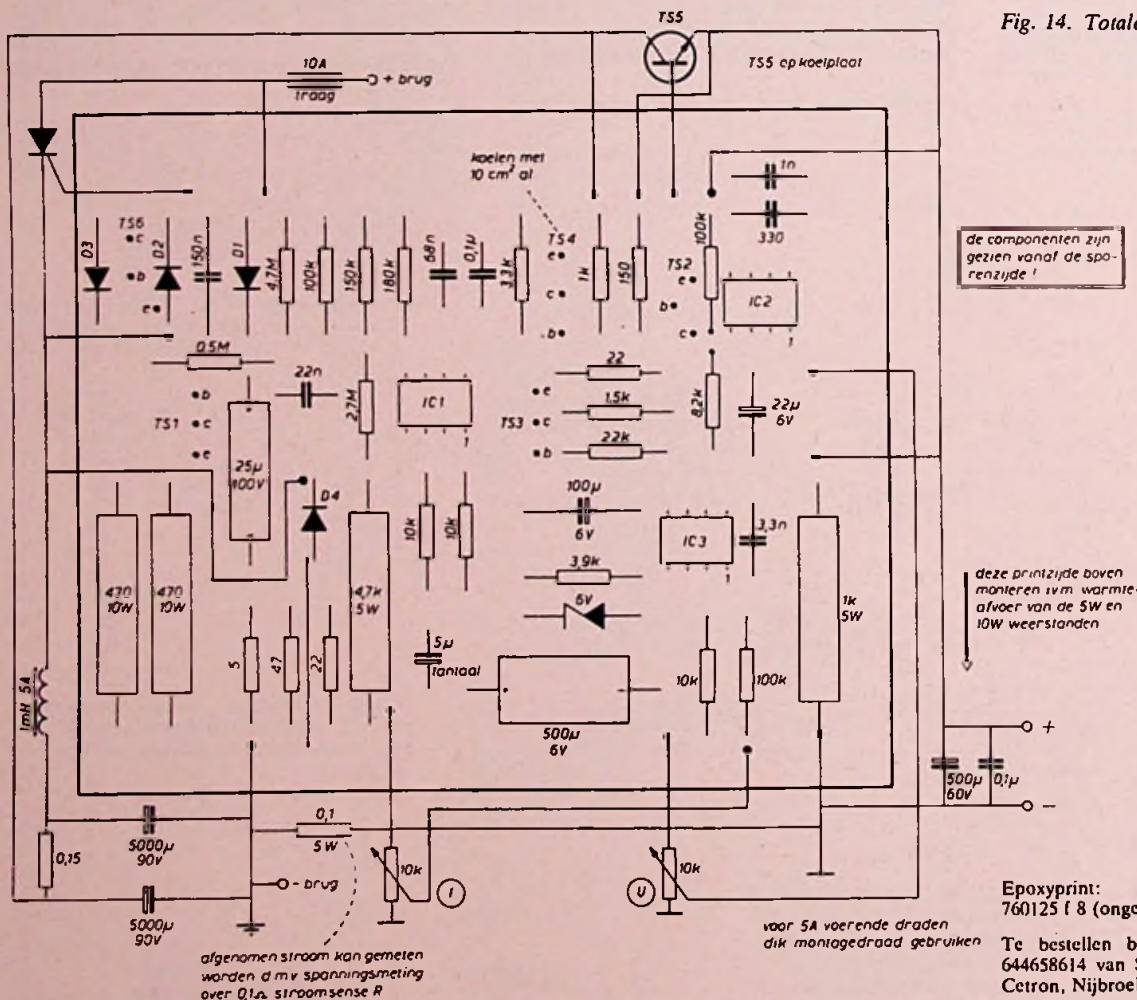 TS5
Fig. 14. Totale
10A
traag
+ brug
TS5 op koelplaat
koelen met
10 cm² al
1n
330
de componenten zijn
gezien vanaf de spo-
renzijde !
D3
TS6
c
b
e
D2
150n
D1
4,7M
100k
150k
180k
68n
0,1µ
3,3k
TS4
e
c
b
1k
150
TS2
e
b
c
100k
IC2
1
0,5M
22n
2,7M
IC1
1
22
1,5k
22k
8,2k
22µ
6V
TS1
b
c
e
25µ
100V
TS3
e
c
b
D4
10k
10k
100µ
6V
IC3
1
3,3n
470
10W
470
10W
4,7k
5W
3,9k
6V
1k
5W
deze printzijde boven
monteren ivm warmte-
afvoer van de 5W en
10W weerstanden
5
47
22
5µ
tantaal
10k
100k
1mH 5A
500µ
6V
+
500µ
60V
0,1µ
-
0,15
5000µ
90V
0,1
5W
10k
I
U
10k
- brug
5000µ
90V
voor 5A voerende draden
dik montagedraad gebruiken
afgenomen stroom kan gemeten
worden d m v spanningsmeting
over 0,1Ω stroomsense R
Epoxyprint:
760125 f 8 (onge
Te bestellen b
644658614 van S
Cetron, Nijbroe